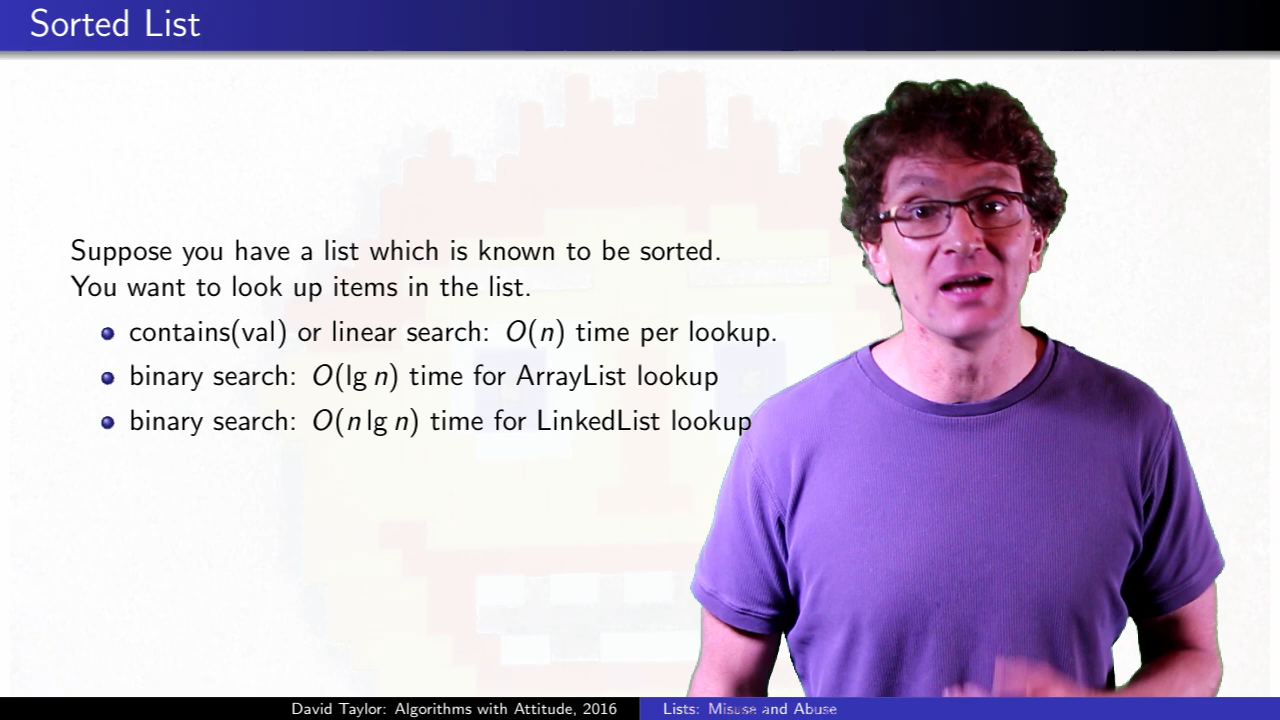 Sorted List
Suppose you have a list which is known to be sorted.
You want to look up items in the list.
contains(val) or linear search: O(n) time per lookup.
binary search: O(lg n) time for ArrayList lookup
binary search: O(n lg n) time for LinkedList lookup
David Taylor: Algorithms with Attitude, 2016
Lists: Misuse and Abuse